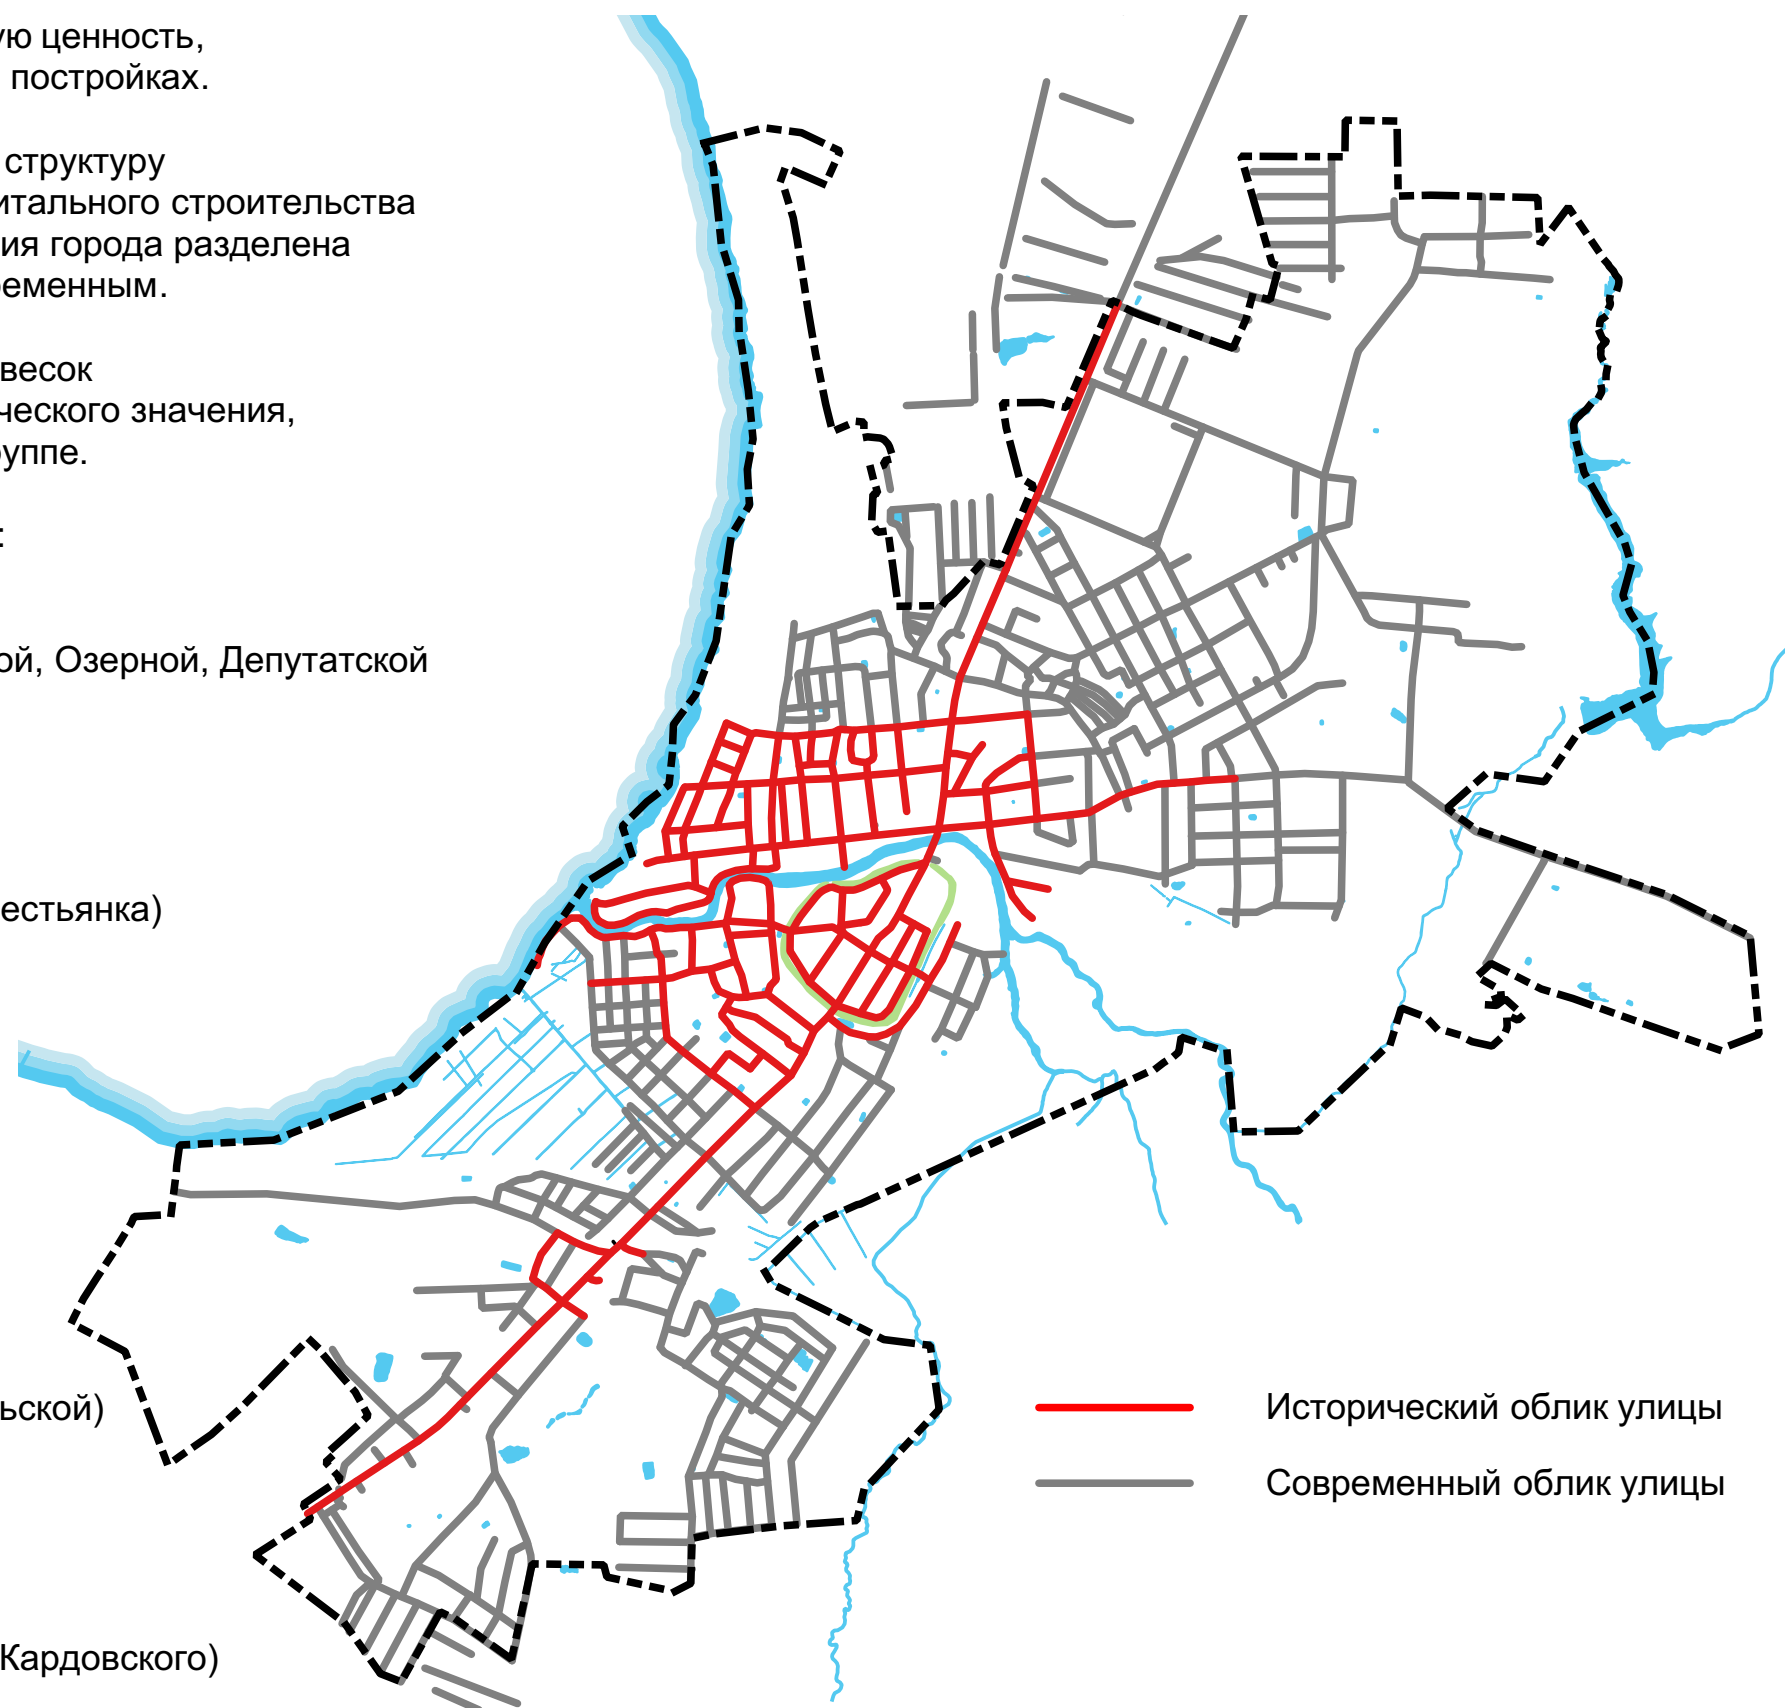 ую ценность,
постройках.
структуру
итального строительства
ия города разделена
ременным.
весок
ческого значения,
уппе.
:
ой, Озерной, Депутатской
естьянка)
ьской)
Исторический облик улицы
Современный облик улицы
Кардовского)